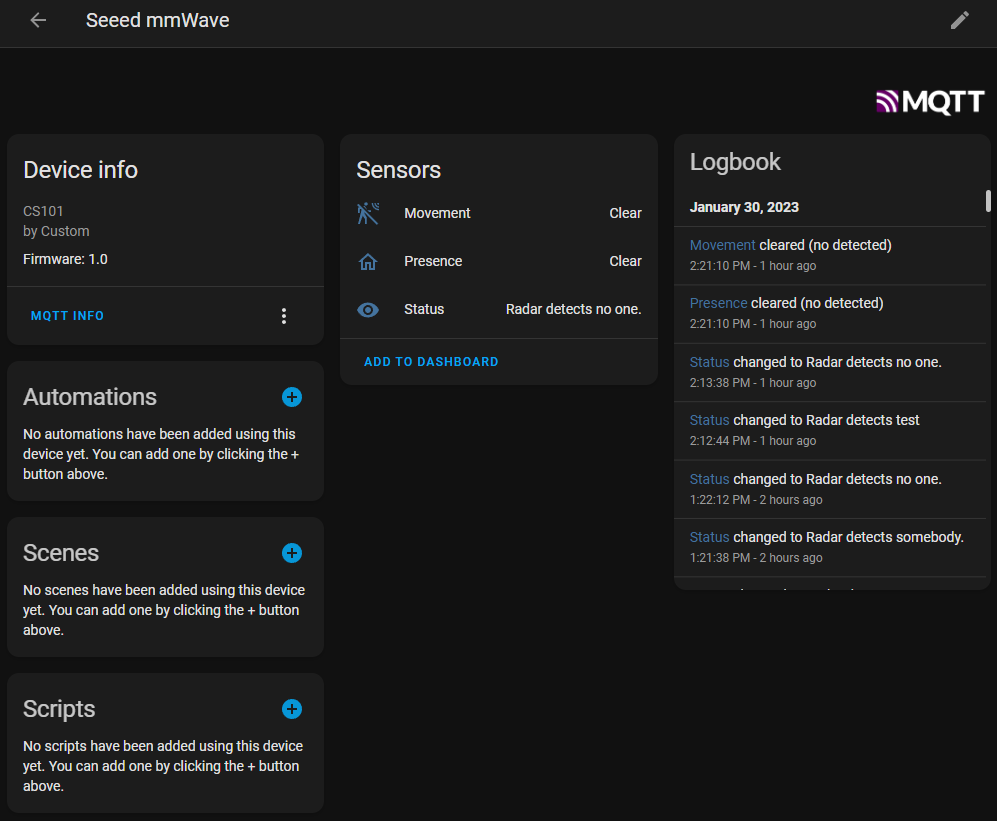 Seeed mmWave
MQTT
Device info
CS101
by Custom
Firmware: 1.0
MQTT INFO
Automations
No automations have been added using this
device yet. You can add one by clicking the +
button above.
Scenes
No scenes have been added using this device
yet. You can add one by clicking the + button
above.
Scripts
No scripts have been added using this device
yet. You can add one by clicking the + button
above.
Sensors
Movement Clear
Presence Clear
Status Radar detects no one.
ADD TO DASHBOARD
Logbook
January 30, 2023
Movement cleared (no detected)
2:21:10 PM - 1 hour ago
Presence cleared (no detected)
2:21:10 PM - 1 hour ago
Status changed to Radar detects no one.
2:13:38 PM - 1 hour ago
Status changed to Radar detects test
2:12:44 PM - 1 hour ago
Status changed to Radar detects no one.
1:22:12 PM - 2 hours ago
Status changed to Radar detects somebody.
1:21:38 PM - 2 hours ago